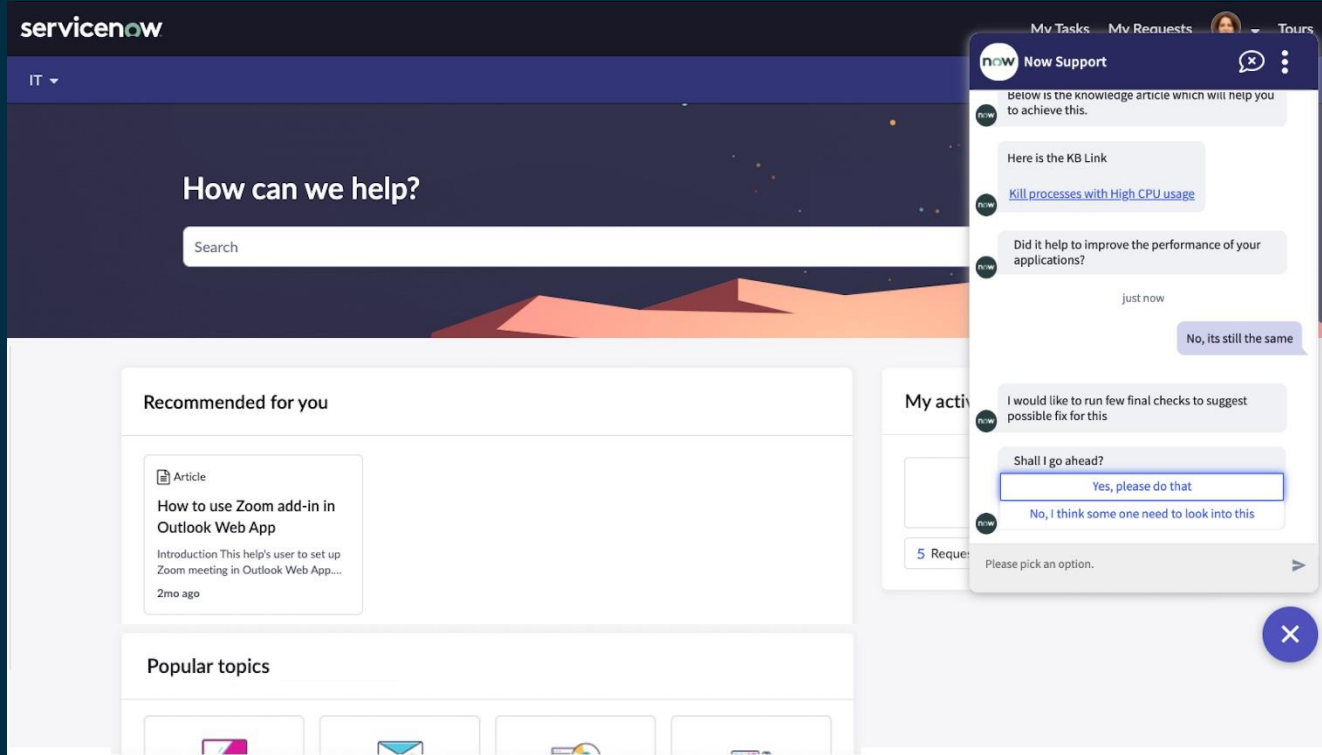 servicenow
My Tasks My Requests Tours
IT
How can we help?
Search
Recommended for you
Article
How to use Zoom add-in in
Outlook Web App
Introduction This help's user to set up
Zoom meeting in Outlook Web App....
2mo ago
Popular topics
My activ
5 Reques
now Now Support
Below is the knowledge article which will help you
to achieve this.
now
Here is the KB Link
Kill processes with High CPU usage
now
Did it help to improve the performance of your
applications?
now
just now
No, its still the same
I would like to run few final checks to suggest
possible fix for this
now
Shall I go ahead?
Yes, please do that
No, I think some one need to look into this
now
Please pick an option.